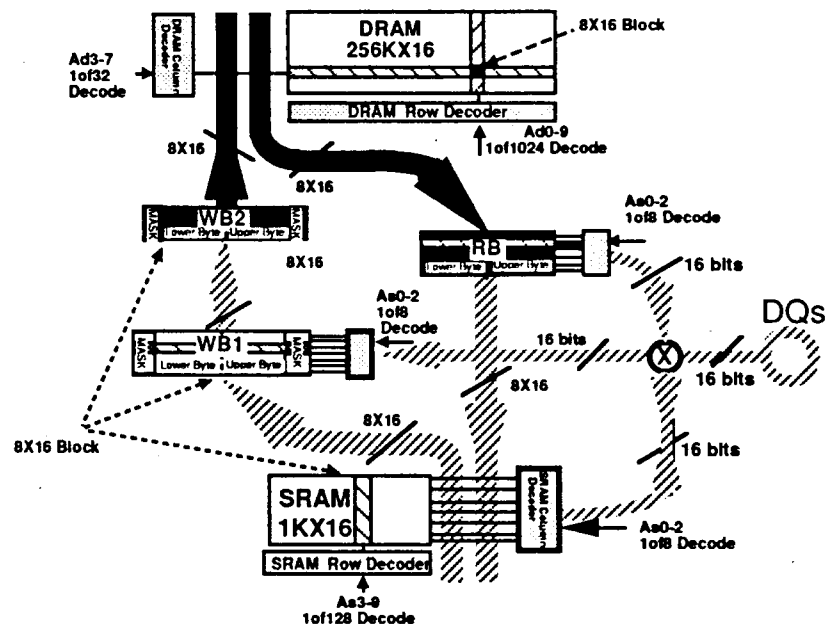 DRAM
256KX16
8X16 Block
DRAM Column
Decoder
Ad3-7
1of32
Decode
DRAM Row Decoder
Ad0-9
1of1024 Decode
8X16
8X16
MASK
WB2
MASK
Lower Byte
Upper Byte
8X16
As0-2
1of8 Decode
RB
Lower Byte
Upper Byte
16 bits
DQs
As0-2
1of8
Decode
MASK
WB1
MASK
Lower Byte
Upper Byte
16 bits
X
16 bits
8X16
8X16
8X16 Block
16 bits
SRAM
1KX16
SRAM Column
Decoder
As0-2
1of8 Decode
SRAM Row Decoder
As3-9
1of128 Decode